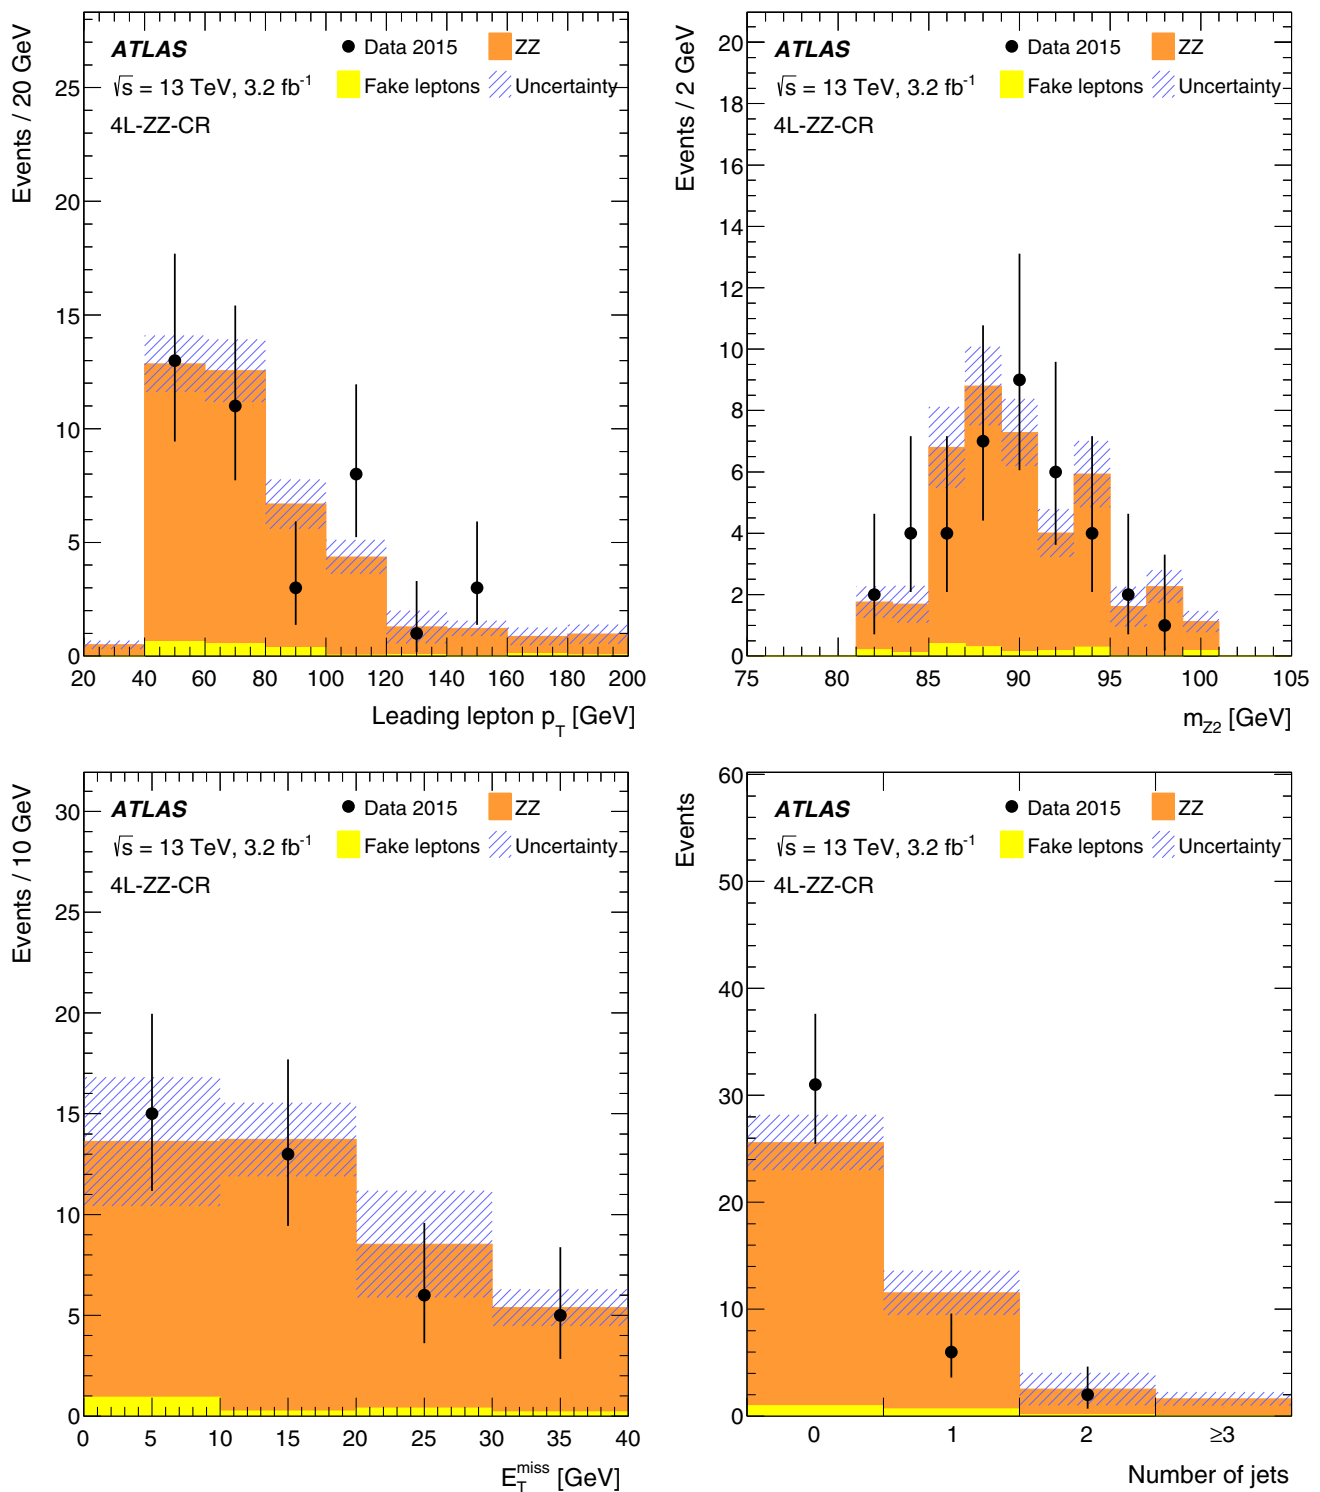 Events / 20 GeV
ATLAS
√s = 13 TeV, 3.2 fb⁻¹
4L-ZZ-CR
Data 2015
ZZ
Fake leptons
Uncertainty
25
20
15
10
5
0
20 40 60 80 100 120 140 160 180 200
Leading lepton p_T [GeV]
Events / 2 GeV
ATLAS
√s = 13 TeV, 3.2 fb⁻¹
4L-ZZ-CR
Data 2015
ZZ
Fake leptons
Uncertainty
20
18
16
14
12
10
8
6
4
2
0
75 80 85 90 95 100 105
m_Z2 [GeV]
Events / 10 GeV
ATLAS
√s = 13 TeV, 3.2 fb⁻¹
4L-ZZ-CR
Data 2015
ZZ
Fake leptons
Uncertainty
30
25
20
15
10
5
0
0 5 10 15 20 25 30 35 40
E_T^miss [GeV]
Events
ATLAS
√s = 13 TeV, 3.2 fb⁻¹
4L-ZZ-CR
Data 2015
ZZ
Fake leptons
Uncertainty
60
50
40
30
20
10
0
0 1 2 ≥3
Number of jets